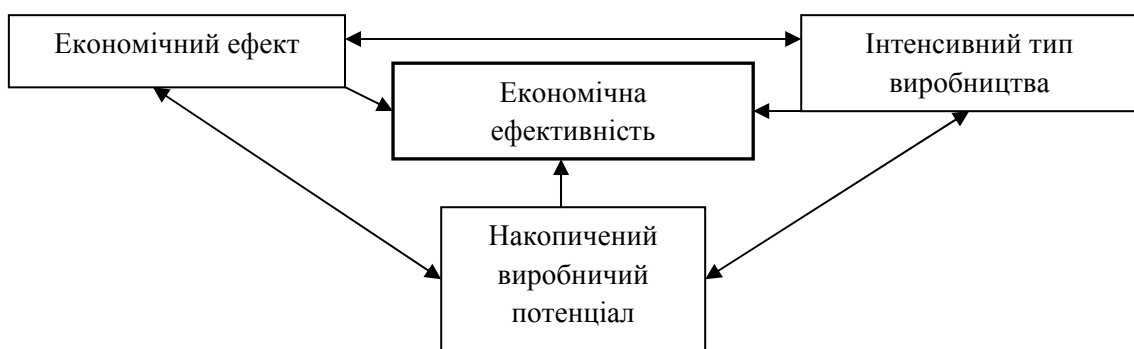 Економічний ефект
Інтенсивний тип
виробництва
Економічна
ефективність
Накопичений
виробничий
потенціал